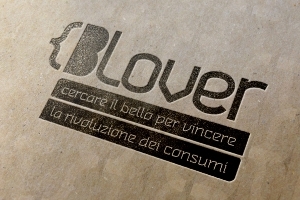 {BLover
cercare il bello per vincere
la rivoluzione dei consumi